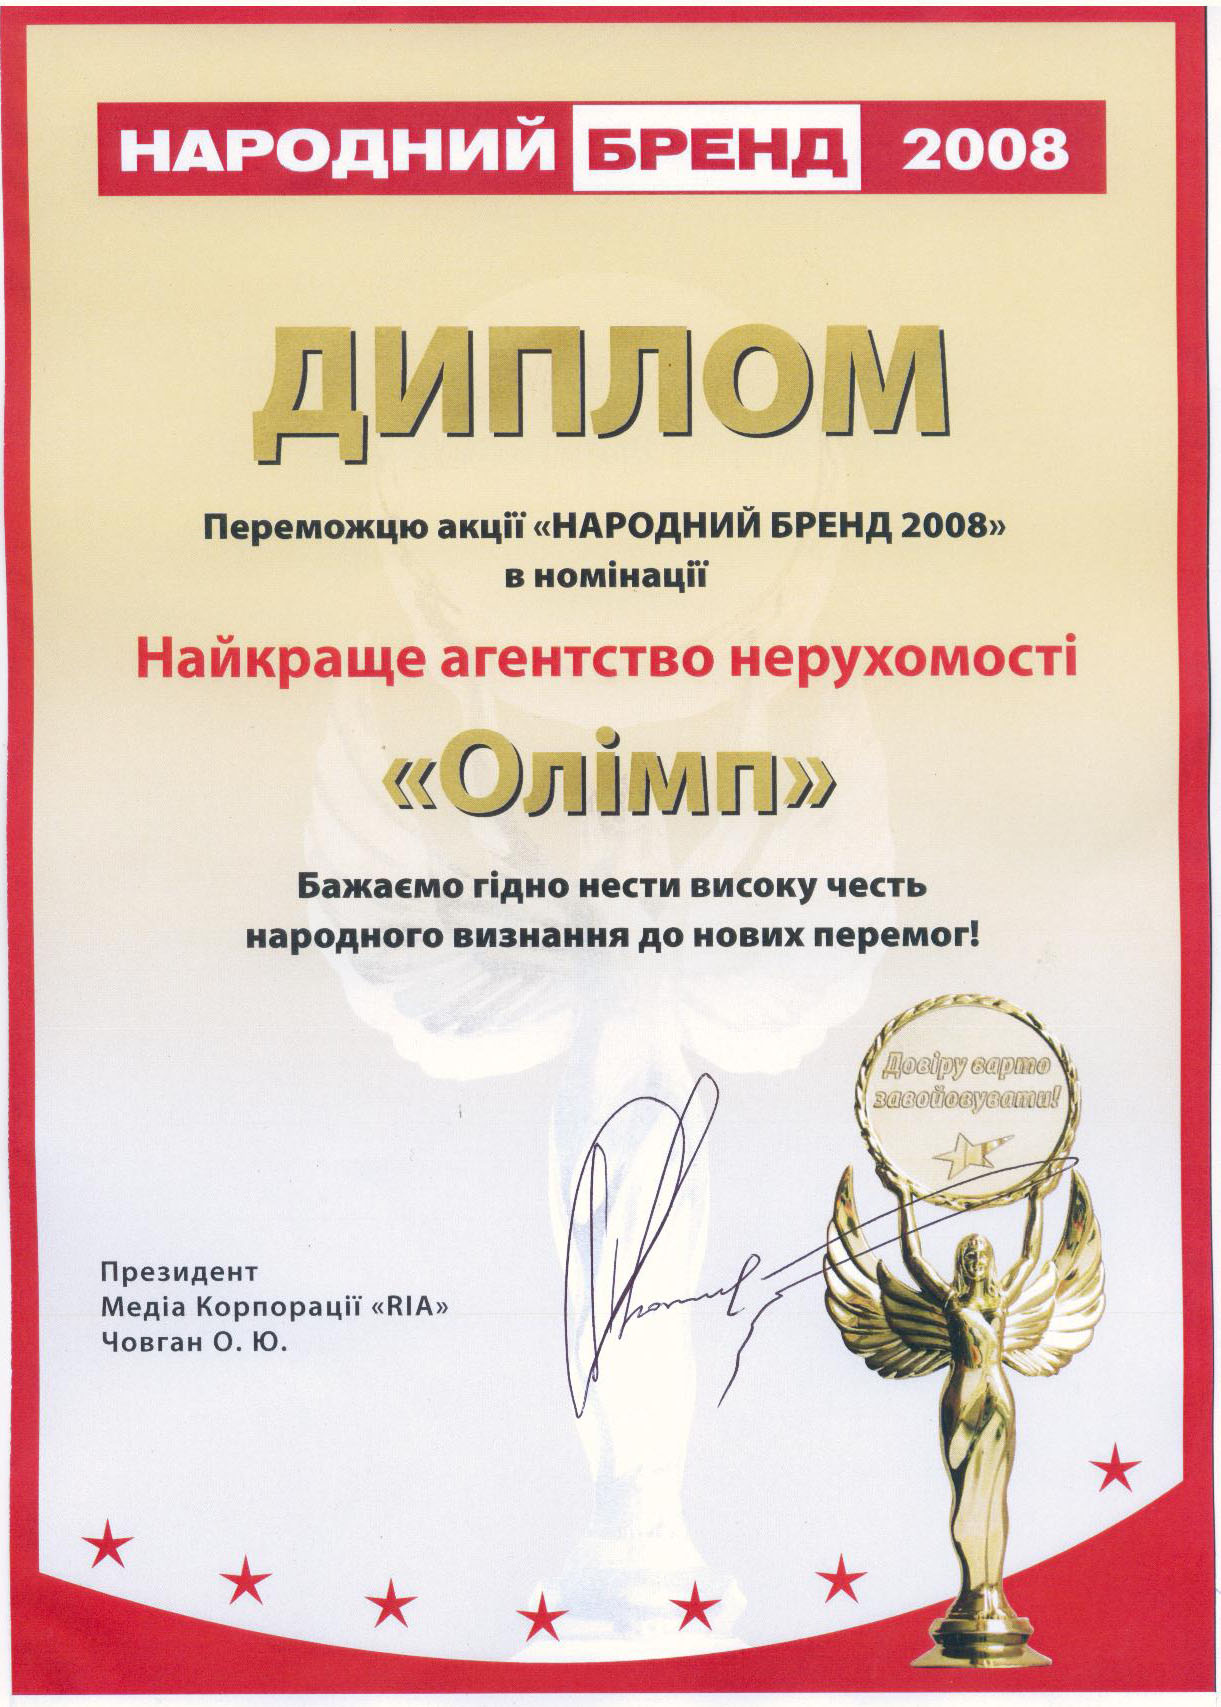 НАРОДНИЙ БРЕНД 2008
ДИПЛОМ
Переможцю акції «НАРОДНИЙ БРЕНД 2008»
в номінації
Найкраще агентство нерухомості
«Олімп»
Бажаємо гідно нести високу честь
народного визнання до нових перемог!
Довіру варто
завойовувати!
Президент
Медіа Корпорації «RIA»
Човган О. Ю.